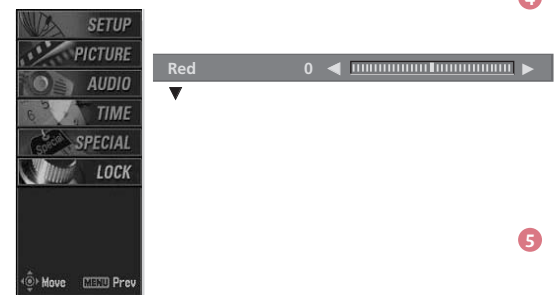 4
SETUP
PICTURE
AUDIO
TIME
SPECIAL
LOCK
Move MENU Prev
Red 0 ◀ ▶
▼
5